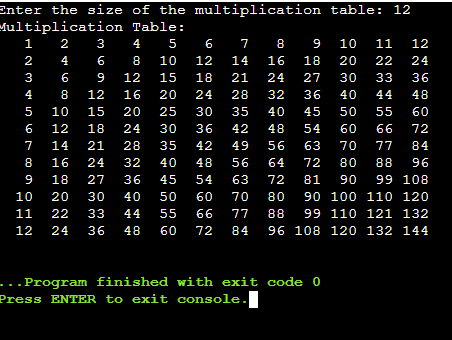 Enter the size of the multiplication table: 12
Multiplication Table:
1 2 3 4 5 6 7 8 9 10 11 12
2 4 6 8 10 12 14 16 18 20 22 24
3 6 9 12 15 18 21 24 27 30 33 36
4 8 12 16 20 24 28 32 36 40 44 48
5 10 15 20 25 30 35 40 45 50 55 60
6 12 18 24 30 36 42 48 54 60 66 72
7 14 21 28 35 42 49 56 63 70 77 84
8 16 24 32 40 48 56 64 72 80 88 96
9 18 27 36 45 54 63 72 81 90 99 108
10 20 30 40 50 60 70 80 90 100 110 120
11 22 33 44 55 66 77 88 99 110 121 132
12 24 36 48 60 72 84 96 108 120 132 144
...Program finished with exit code 0
Press ENTER to exit console.